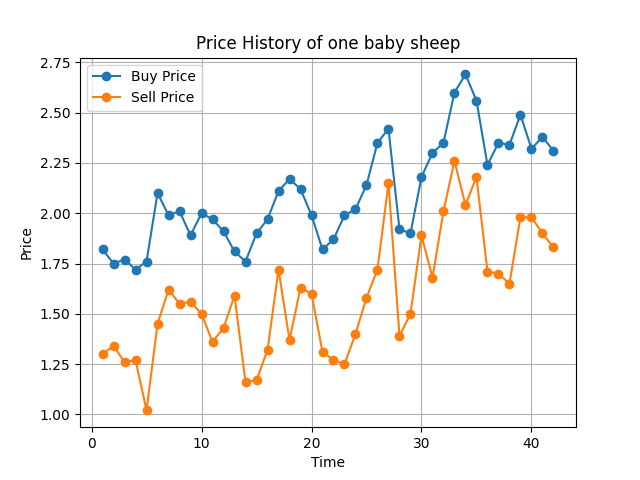 Price History of one baby sheep
Buy Price
Sell Price
2.75
2.50
2.25
2.00
1.75
1.50
1.25
1.00
Price
0 10 20 30 40
Time